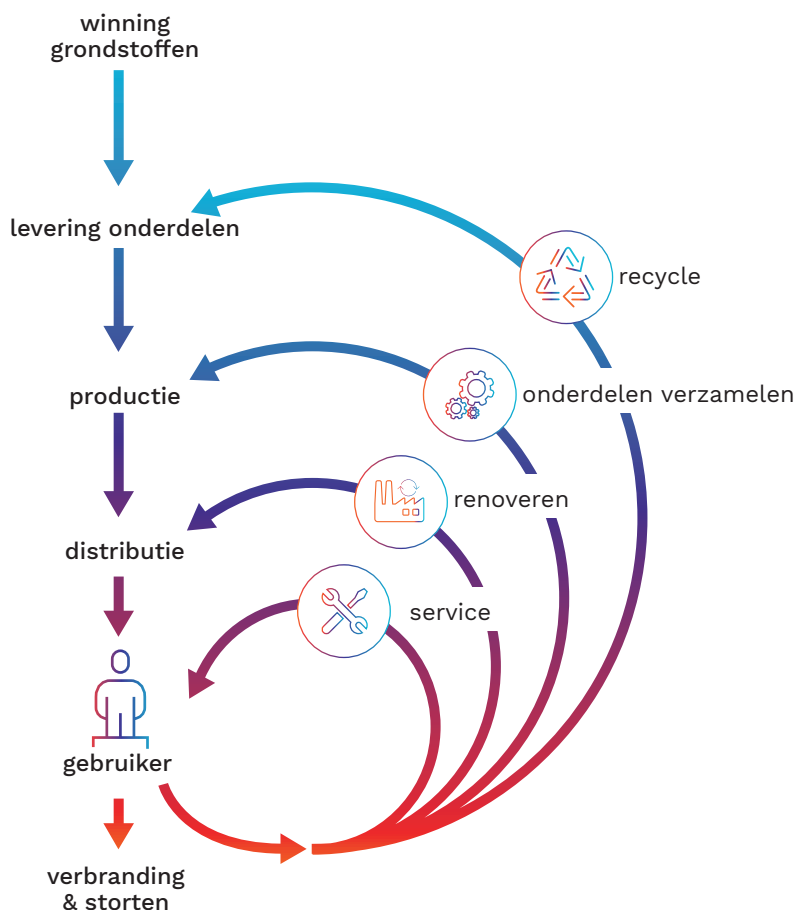 winning
grondstoffen
levering onderdelen
recycle
productie
onderdelen verzamelen
renoveren
distributie
service
gebruiker
verbranding
& storten